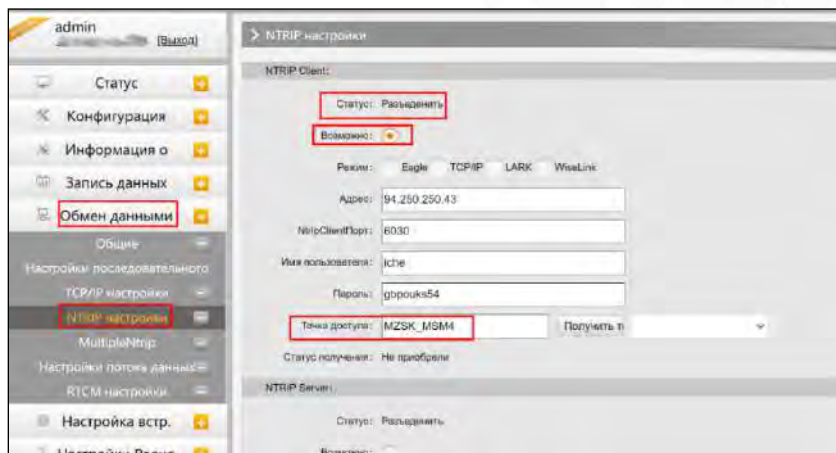 admin
[Выход]
Статус
Конфигурация
Информация о
Запись данных
Обмен данными
Общие
Настройки последовательного
TCP/IP настройки
NTRIP настройки
MultipleNtrip
Настройки потока данных
RTCM настройки
Настройка встр.
> NTRIP настройки
NTRIP Client:
Статус: Разъеденить
Возможно:
Режим: Eagle TCP/IP LARK WiseLink
Адрес: 94.250.250.43
NtripClientПорт: 6030
Имя пользователя: iche
Пароль: gbpouks54
Точка доступа: MZSK_MSM4 Получить т
Статус получения: Не приобрели
NTRIP Server:
Статус: Разъеденить
Возможно: